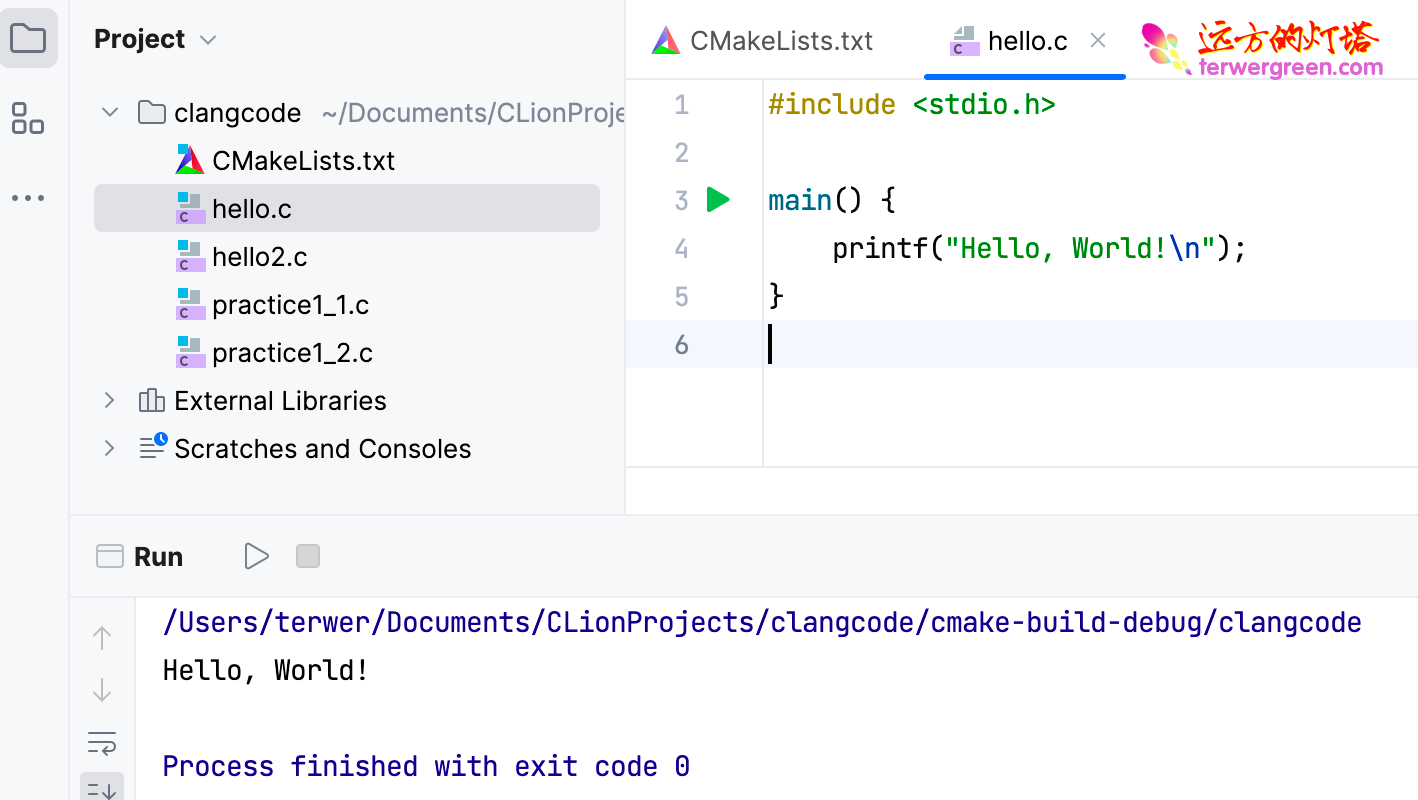 Project
clangcode ~/Documents/CLionProje
CMakeLists.txt
hello.c
hello2.c
practice1_1.c
practice1_2.c
External Libraries
Scratches and Consoles
CMakeLists.txt
hello.c
远方的灯塔
terwergreen.com
1 #include <stdio.h>
2
3 main() {
4 printf("Hello, World!\n");
5 }
6
Run
/Users/terwer/Documents/CLionProjects/clangcode/cmake-build-debug/clangcode
Hello, World!
Process finished with exit code 0